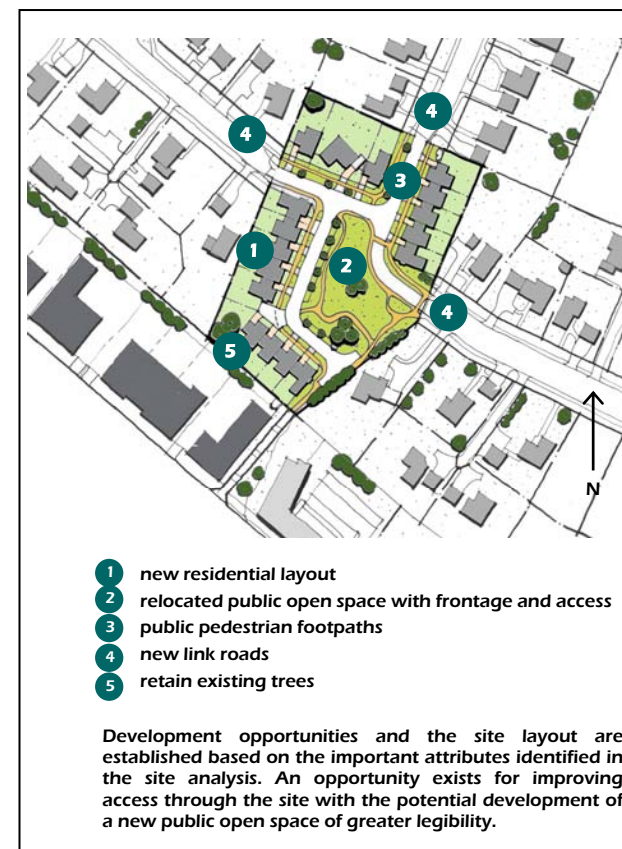 4
4
3
1
2
4
5
N
1 new residential layout
2 relocated public open space with frontage and access
3 public pedestrian footpaths
4 new link roads
5 retain existing trees
Development opportunities and the site layout are
established based on the important attributes identified in
the site analysis. An opportunity exists for improving
access through the site with the potential development of
a new public open space of greater legibility.